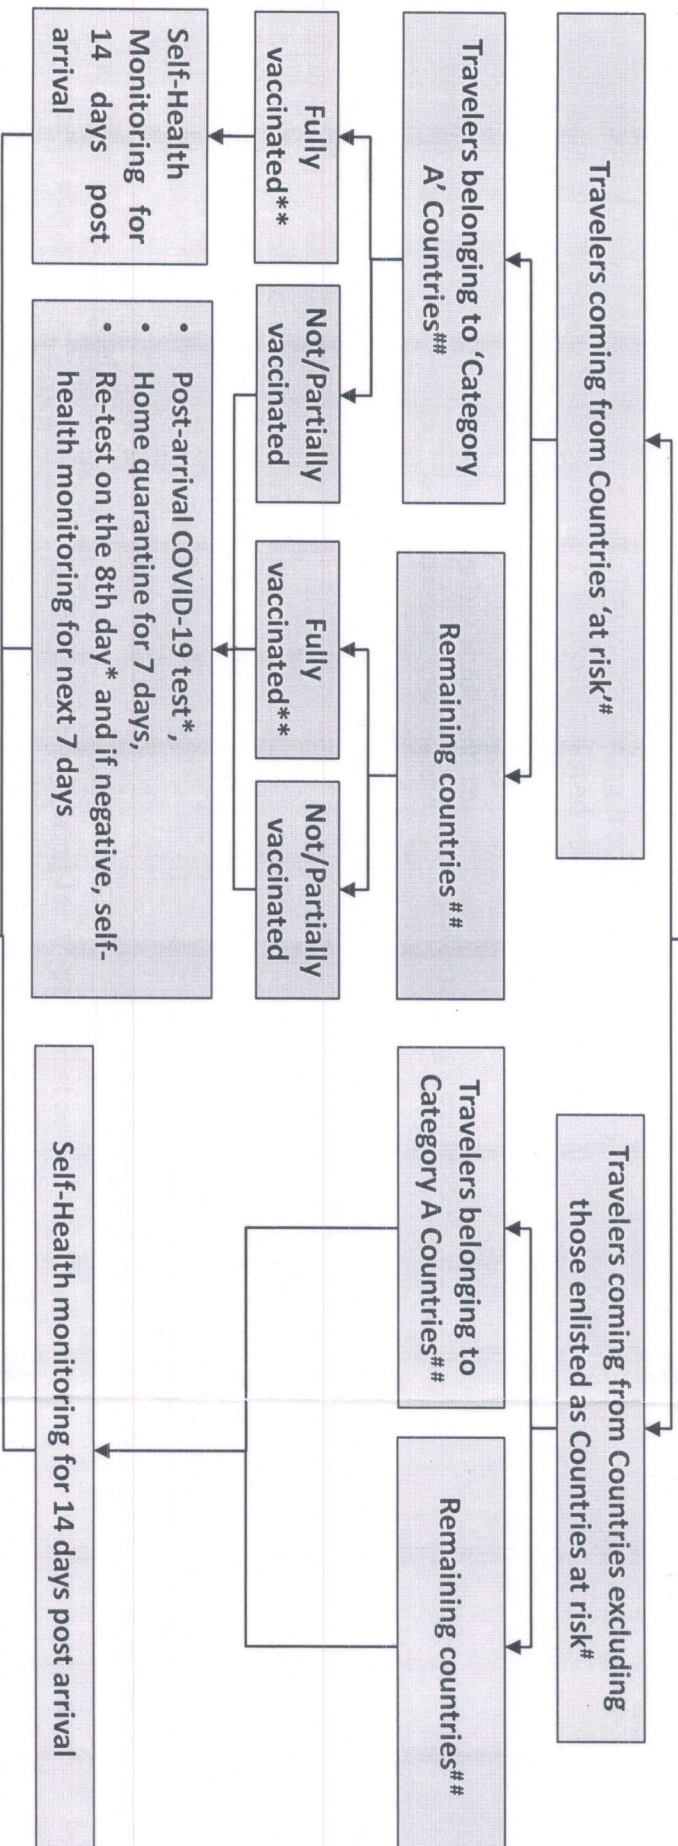 Travelers coming from Countries ‘at risk’#
Travelers coming from Countries excluding
those enlisted as Countries at risk#
Travelers belonging to ‘Category
A’ Countries##
Remaining countries##
Travelers belonging to
Category A Countries##
Remaining countries##
Fully
vaccinated**
Not/Partially
vaccinated
Fully
vaccinated**
Not/Partially
vaccinated
Self-Health
Monitoring for
14 days post
arrival
• Post-arrival COVID-19 test*,
• Home quarantine for 7 days,
• Re-test on the 8th day* and if negative, self-
health monitoring for next 7 days
Self-Health monitoring for 14 days post arrival